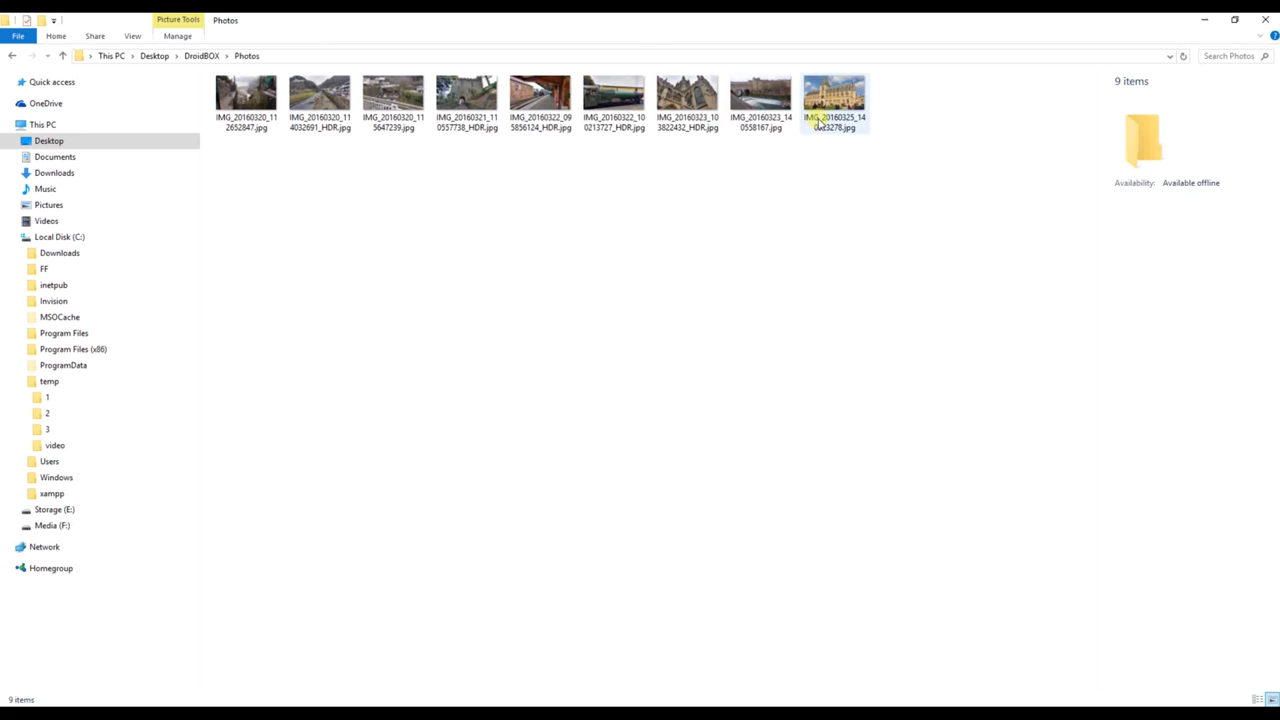 Picture Tools
Photos
File
Home
Share
View
Manage
This PC
Desktop
DroidBOX
Photos
Search Photos
Quick access
OneDrive
This PC
Desktop
Documents
Downloads
Music
Pictures
Videos
Local Disk (C:)
Downloads
FF
inetpub
Invision
MSOCache
Program Files
Program Files (x86)
ProgramData
temp
1
2
3
video
Users
Windows
xampp
Storage (E:)
Media (F:)
Network
Homegroup
IMG_20160320_11
2652847.jpg
IMG_20160320_11
4032691_HDR.jpg
IMG_20160320_11
5647239.jpg
IMG_20160321_11
0557738_HDR.jpg
IMG_20160322_09
5856124_HDR.jpg
IMG_20160322_10
0213727_HDR.jpg
IMG_20160323_10
3822432_HDR.jpg
IMG_20160323_14
0558167.jpg
IMG_20160325_14
9 items
Availability: Available offline
9 items